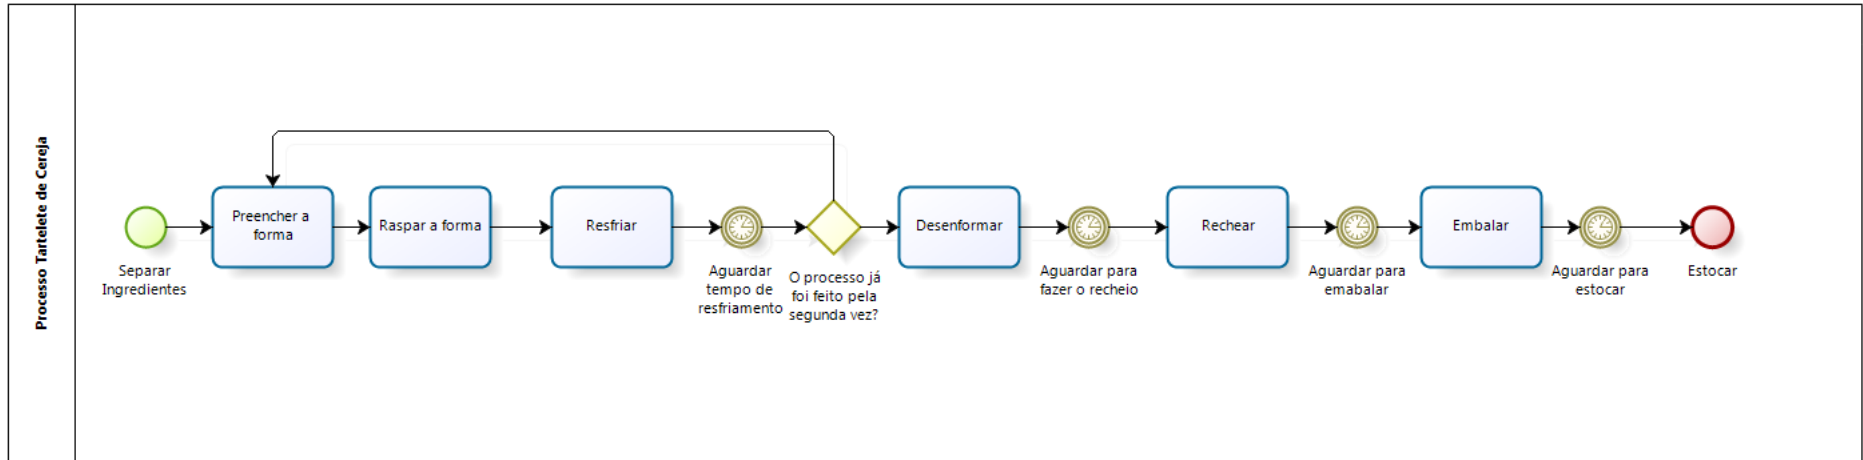 Processo Tartelete de Cereja
Separar
Ingredientes
Preencher a
forma
Raspar a forma
Resfriar
Aguardar
tempo de
resfriamento
O processo já
foi feito pela
segunda vez?
Desenformar
Aguardar para
fazer o recheio
Rechear
Aguardar para
emabalar
Embalar
Aguardar para
estocar
Estocar